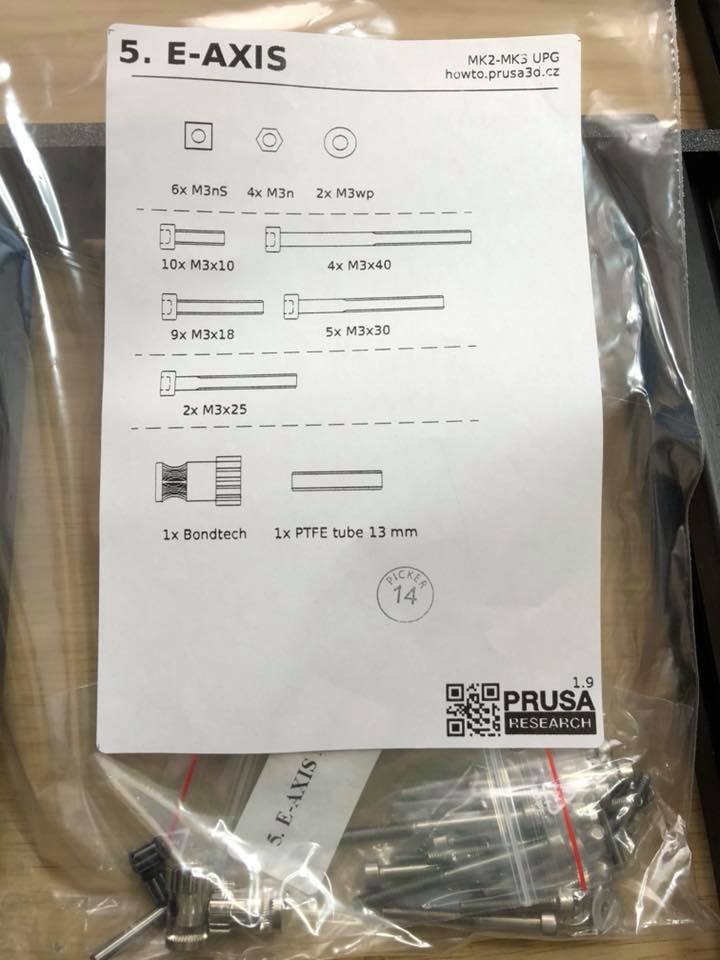 5. E-AXIS
MK2-MK3 UPG
howto.prusa3d.cz
6x M3nS 4x M3n 2x M3wp
10x M3x10 4x M3x40
9x M3x18 5x M3x30
2x M3x25
1x Bondtech 1x PTFE tube 13 mm
PICKER
14
1.9
PRUSA
RESEARCH
5. E-AXIS